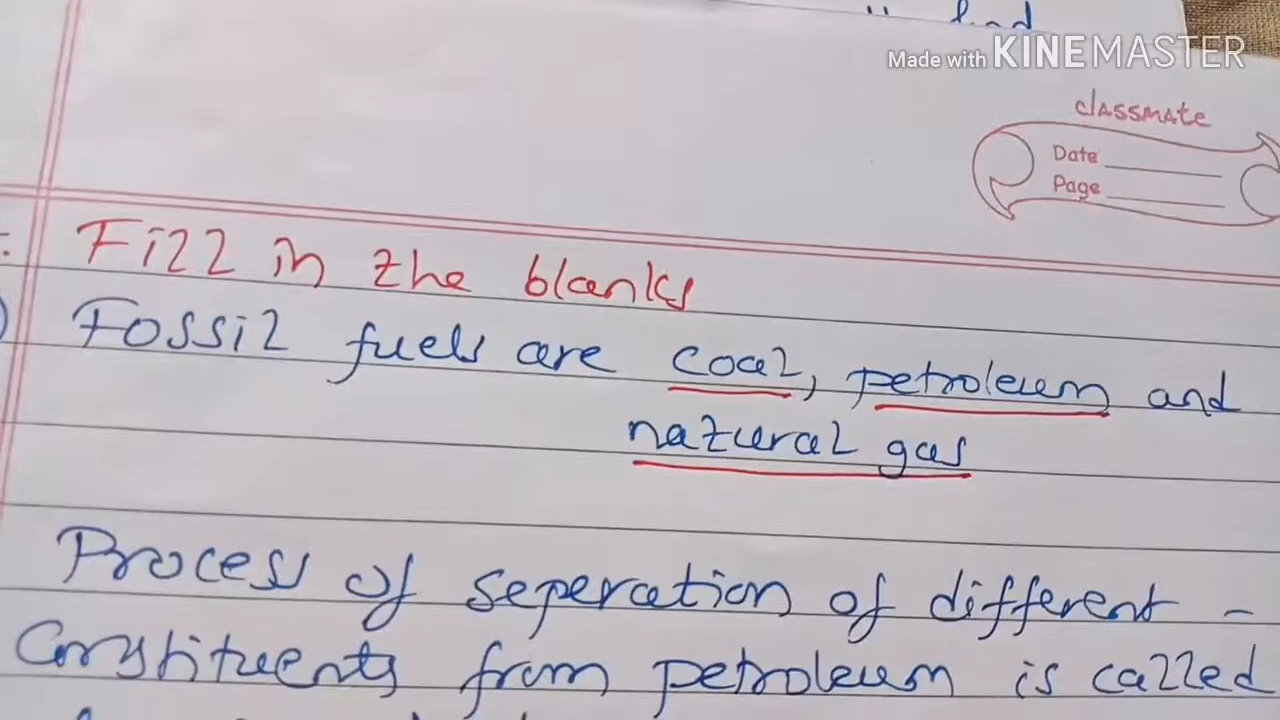 Made with KINEMASTER
classmate
Date
Page
Fill in the blanks
Fossil fuels are coal, petroleum and
natural gas
Process of seperation of different -
Constituents from petroleum is called